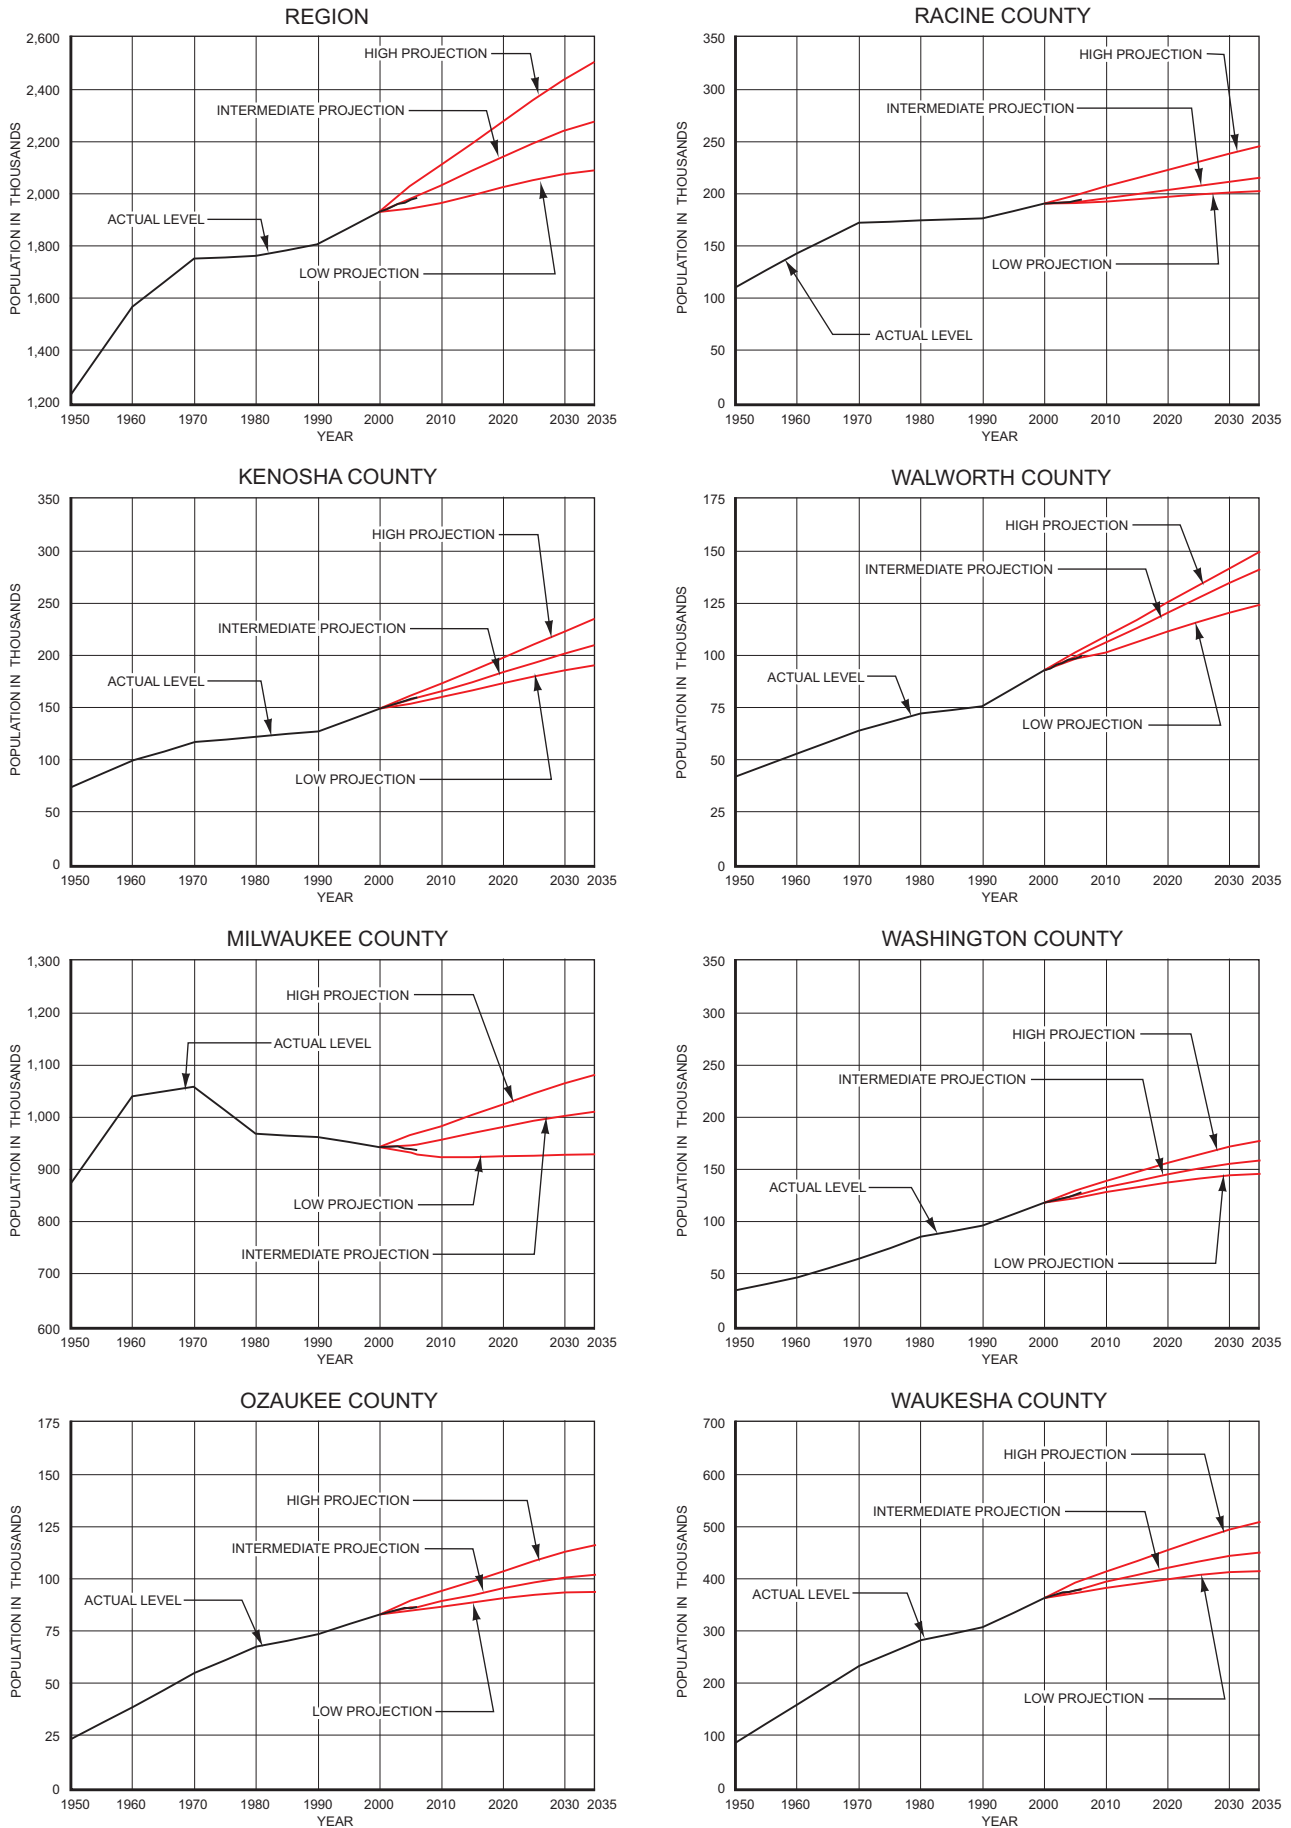 REGION
2,600
2,400
2,200
2,000
1,800
1,600
1,400
1,200
POPULATION IN THOUSANDS
HIGH PROJECTION
INTERMEDIATE PROJECTION
ACTUAL LEVEL
LOW PROJECTION
1950 1960 1970 1980 1990 2000 2010 2020 2030 2035
YEAR
RACINE COUNTY
350
300
250
200
150
100
50
0
POPULATION IN THOUSANDS
HIGH PROJECTION
INTERMEDIATE PROJECTION
LOW PROJECTION
ACTUAL LEVEL
1950 1960 1970 1980 1990 2000 2010 2020 2030 2035
YEAR
KENOSHA COUNTY
350
300
250
200
150
100
50
0
POPULATION IN THOUSANDS
HIGH PROJECTION
INTERMEDIATE PROJECTION
ACTUAL LEVEL
LOW PROJECTION
1950 1960 1970 1980 1990 2000 2010 2020 2030 2035
YEAR
WALWORTH COUNTY
175
150
125
100
75
50
25
0
POPULATION IN THOUSANDS
HIGH PROJECTION
INTERMEDIATE PROJECTION
ACTUAL LEVEL
LOW PROJECTION
1950 1960 1970 1980 1990 2000 2010 2020 2030 2035
YEAR
MILWAUKEE COUNTY
1,300
1,200
1,100
1,000
900
800
700
600
POPULATION IN THOUSANDS
HIGH PROJECTION
ACTUAL LEVEL
LOW PROJECTION
INTERMEDIATE PROJECTION
1950 1960 1970 1980 1990 2000 2010 2020 2030 2035
YEAR
WASHINGTON COUNTY
350
300
250
200
150
100
50
0
POPULATION IN THOUSANDS
HIGH PROJECTION
INTERMEDIATE PROJECTION
ACTUAL LEVEL
LOW PROJECTION
1950 1960 1970 1980 1990 2000 2010 2020 2030 2035
YEAR
OZAUKEE COUNTY
175
150
125
100
75
50
25
0
POPULATION IN THOUSANDS
HIGH PROJECTION
INTERMEDIATE PROJECTION
ACTUAL LEVEL
LOW PROJECTION
1950 1960 1970 1980 1990 2000 2010 2020 2030 2035
YEAR
WAUKESHA COUNTY
700
600
500
400
300
200
100
0
POPULATION IN THOUSANDS
HIGH PROJECTION
INTERMEDIATE PROJECTION
ACTUAL LEVEL
LOW PROJECTION
1950 1960 1970 1980 1990 2000 2010 2020 2030 2035
YEAR